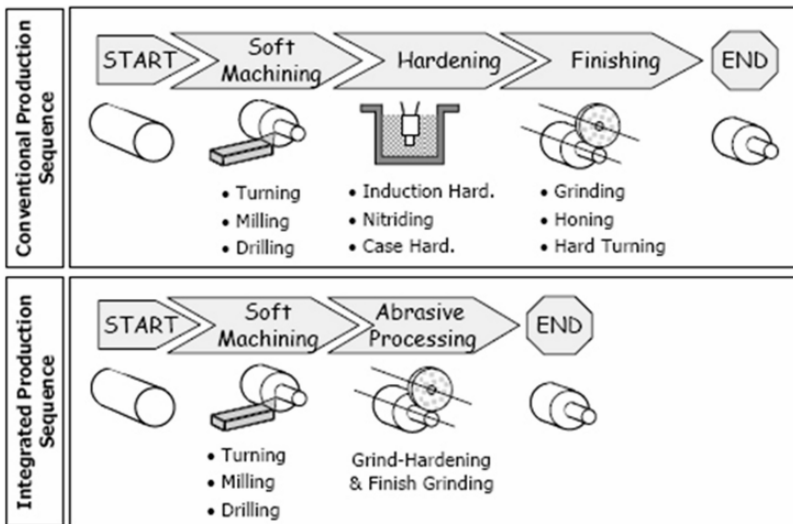 Conventional Production
Sequence
START
Soft
Machining
Hardening
Finishing
END
• Turning
• Milling
• Drilling
• Induction Hard.
• Nitriding
• Case Hard.
• Grinding
• Honing
• Hard Turning
Integrated Production
Sequence
START
Soft
Machining
Abrasive
Processing
END
• Turning
• Milling
• Drilling
Grind-Hardening
& Finish Grinding